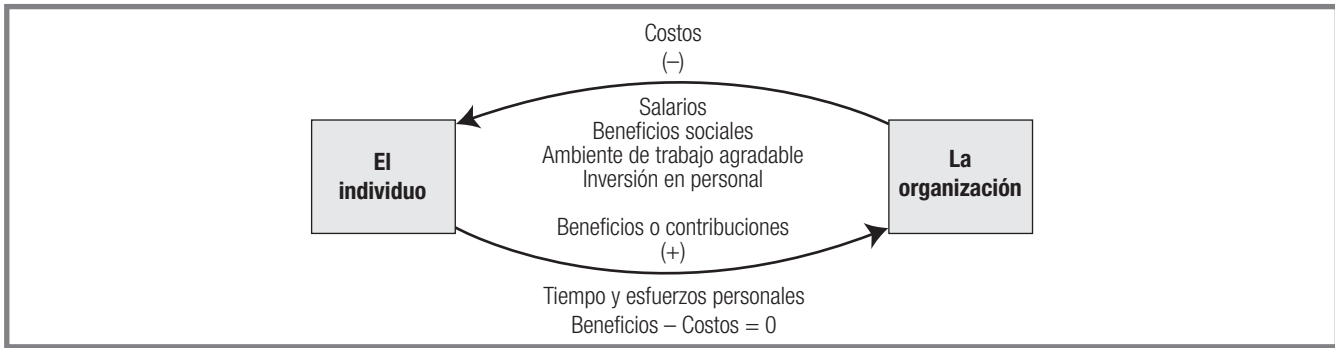 Costos
(–)
Salarios
Beneficios sociales
Ambiente de trabajo agradable
Inversión en personal
El
individuo
La
organización
Beneficios o contribuciones
(+)
Tiempo y esfuerzos personales
Beneficios – Costos = 0